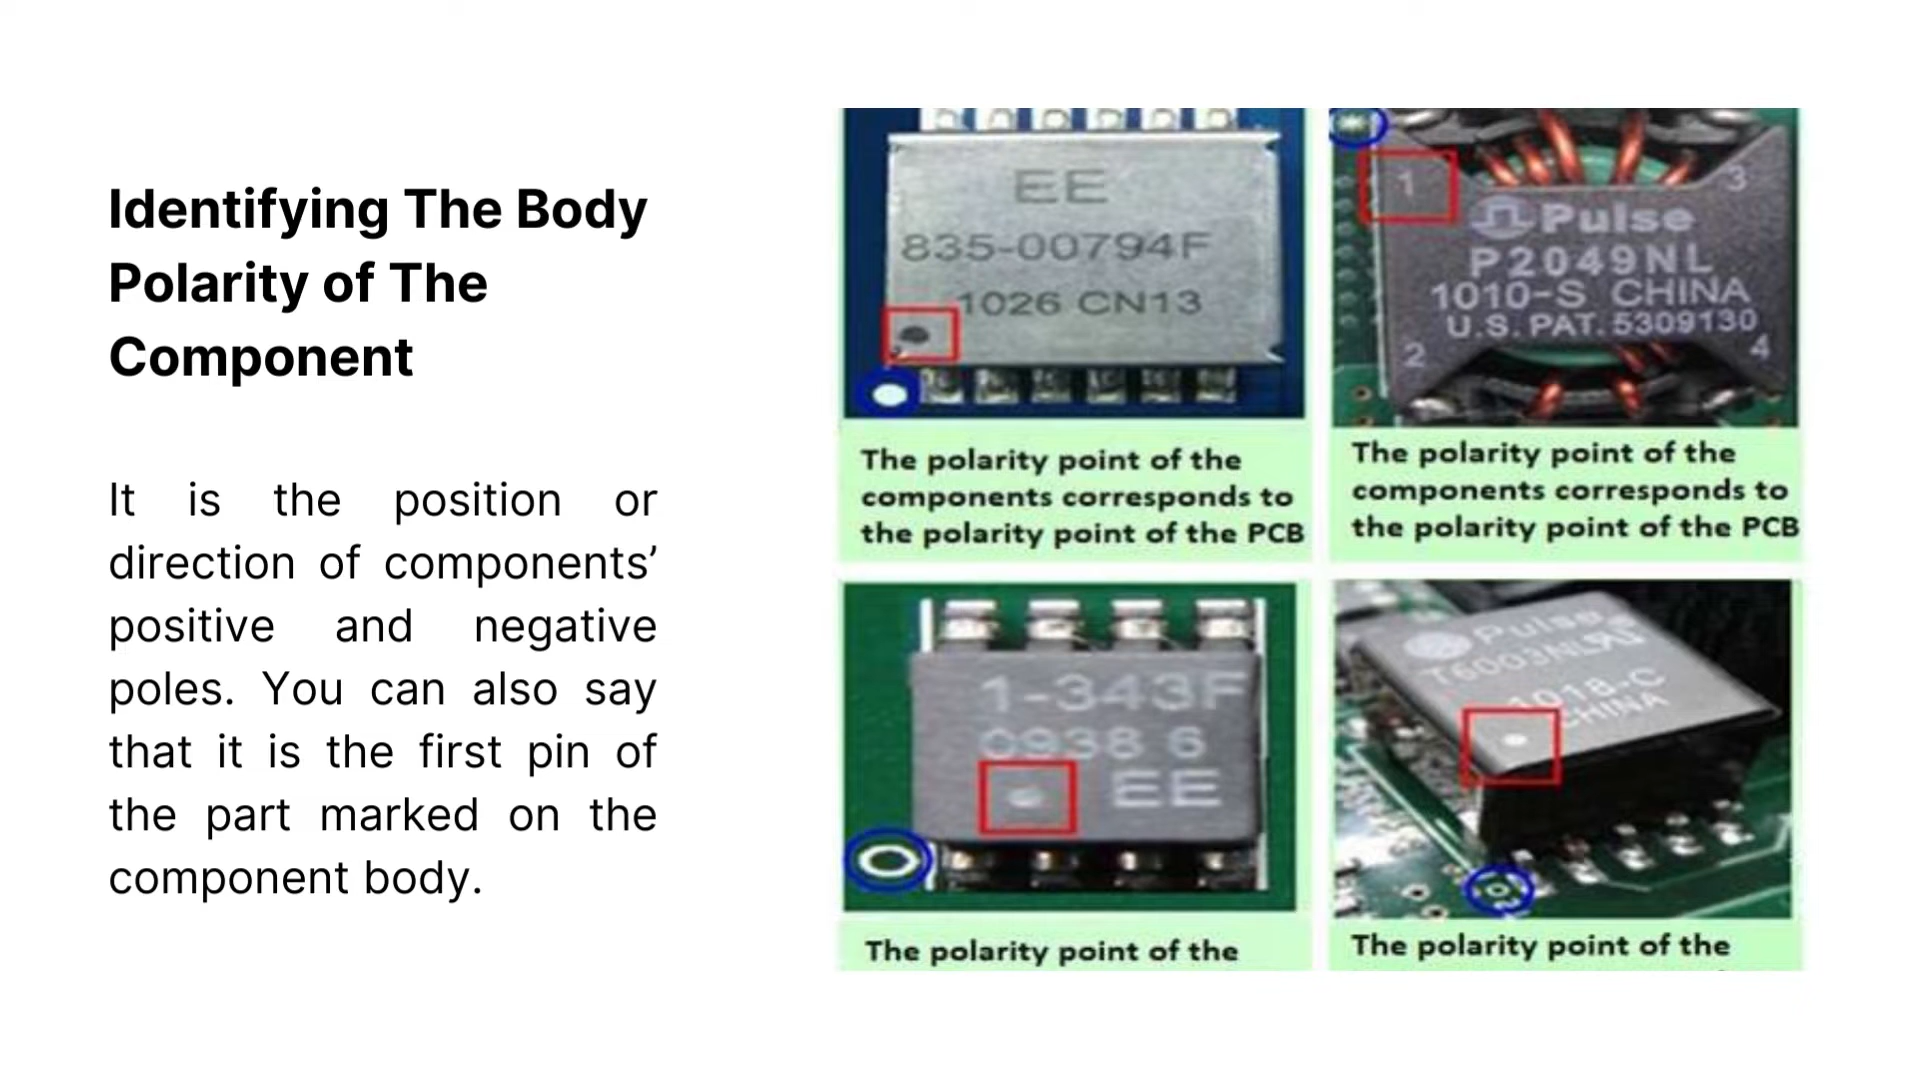 Identifying The Body
Polarity of The
Component
It is the position or
direction of components’
positive and negative
poles. You can also say
that it is the first pin of
the part marked on the
component body.
EE
835-00794F
1026 CN13
The polarity point of the
components corresponds to
the polarity point of the PCB
1
3
Pulse
P2049NL
1010-S CHINA
U.S. PAT. 5309130
2
4
The polarity point of the
components corresponds to
the polarity point of the PCB
1-343F
0938 6
EE
The polarity point of the
Pulse
T6003NL
1018-C
CHINA
The polarity point of the